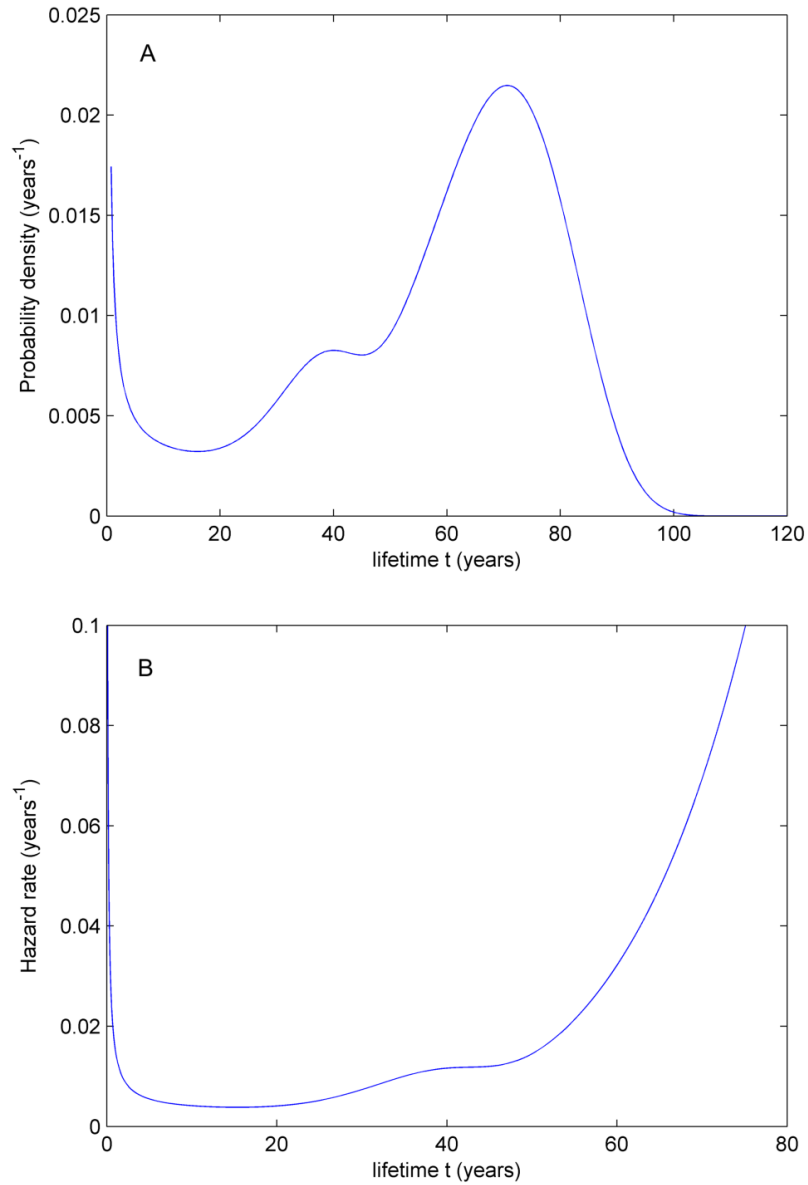 A
0.025
0.02
0.015
0.01
0.005
0
Probability density (years⁻¹)
0 20 40 60 80 100 120
lifetime t (years)
B
0.1
0.08
0.06
0.04
0.02
0
Hazard rate (years⁻¹)
0 20 40 60 80
lifetime t (years)